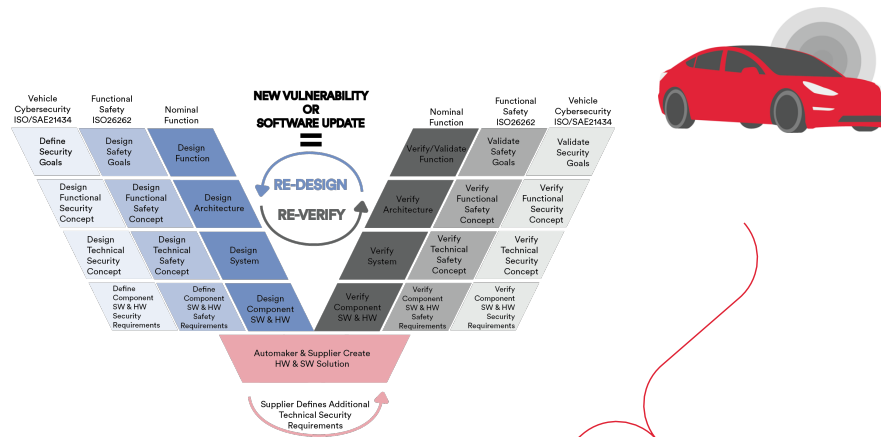 Vehicle
Cybersecurity
ISO/SAE21434
Functional
Safety
ISO26262
Nominal
Function
NEW VULNERABILITY
OR
SOFTWARE UPDATE
Nominal
Function
Functional
Safety
ISO26262
Vehicle
Cybersecurity
ISO/SAE21434
Define
Security
Goals
Design
Safety
Goals
Design
Function
RE-DESIGN
RE-VERIFY
Verify/Validate
Function
Validate
Safety
Goals
Validate
Security
Goals
Design
Functional
Security
Concept
Design
Functional
Safety
Concept
Design
Architecture
Verify
Architecture
Verify
Functional
Safety
Concept
Verify
Functional
Security
Concept
Design
Technical
Security
Concept
Design
Technical
Safety
Concept
Design
System
Verify
System
Verify
Technical
Safety
Concept
Verify
Technical
Security
Concept
Define
Component
SW & HW
Security
Requirements
Define
Component
SW & HW
Safety
Requirements
Design
Component
SW & HW
Verify
Component
SW & HW
Verify
Component
SW & HW
Safety
Requirements
Verify
Component
SW & HW
Security
Requirements
Automaker & Supplier Create
HW & SW Solution
Supplier Defines Additional
Technical Security
Requirements